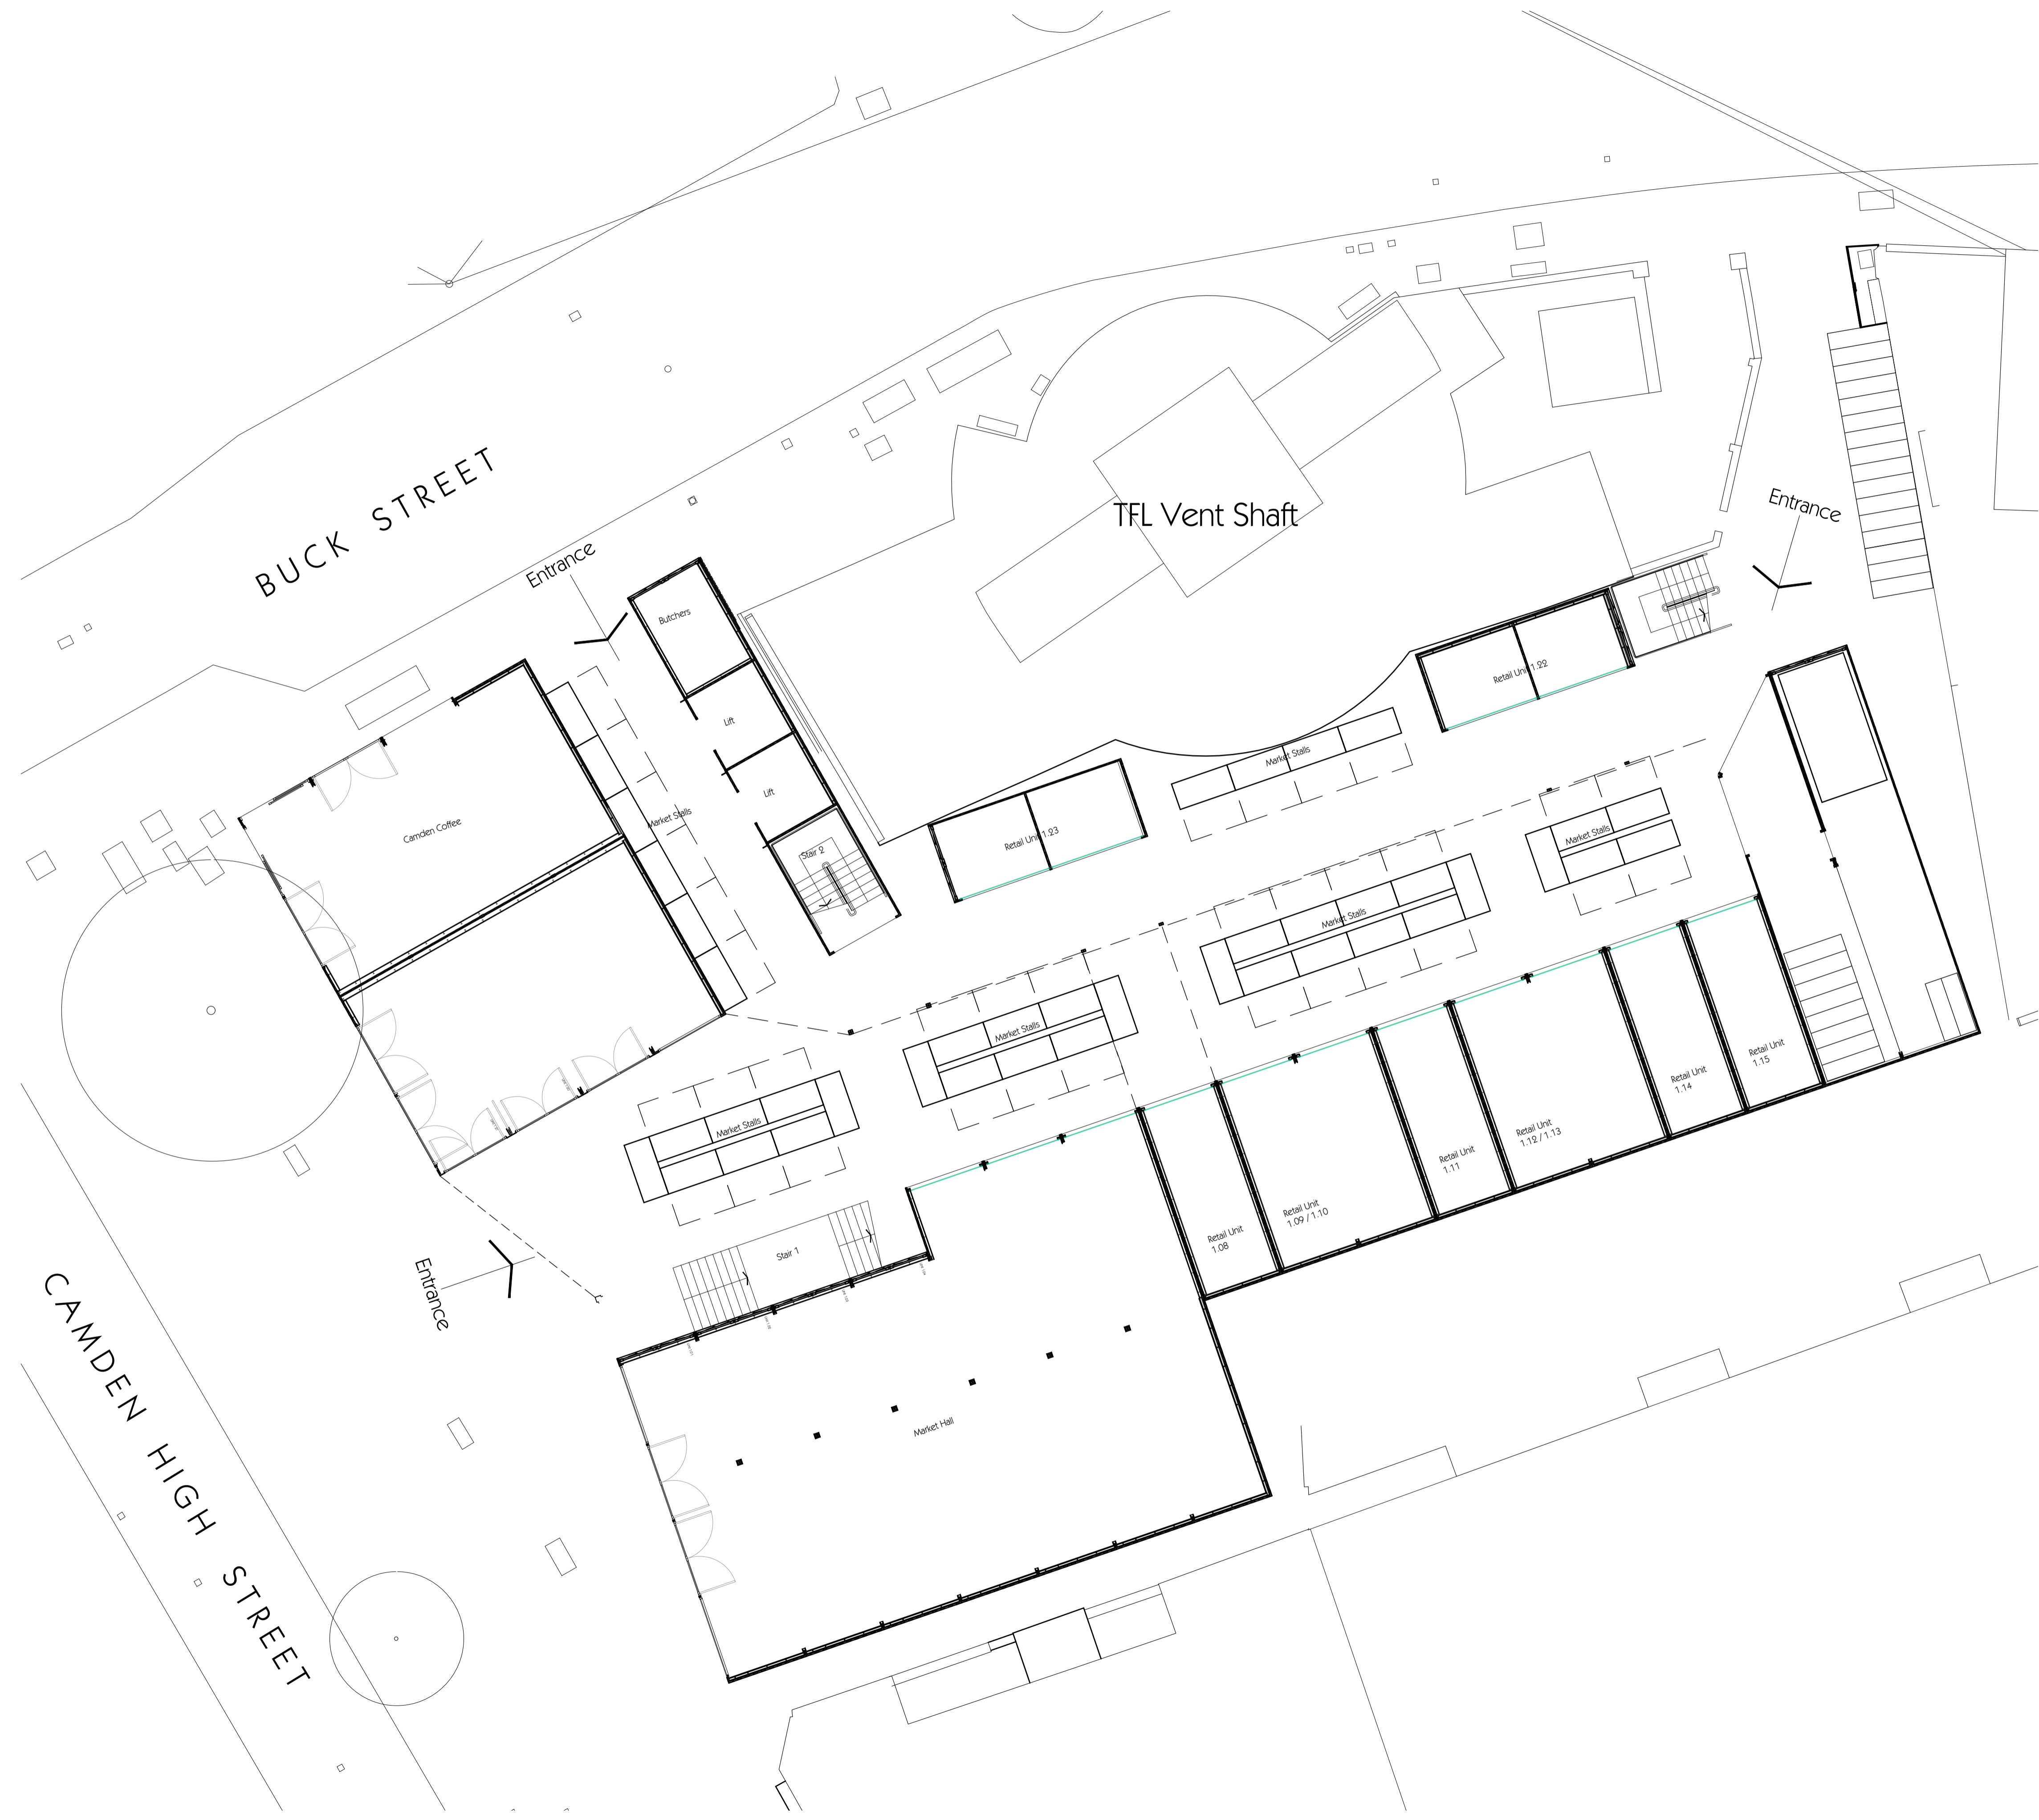 BUCK STREET
Entrance
TFL Vent Shaft
Entrance
Butchers
Lift
Lift
Stair 2
Camden Coffee
Market Stalls
Retail Unit 1.22
Retail Unit 1.23
Market Stalls
Market Stalls
Market Stalls
Market Stalls
Market Stalls
Stair 1
Entrance
CAMDEN HIGH STREET
Market Hall
Retail Unit
1.08
Retail Unit
1.09 / 1.10
Retail Unit
1.11
Retail Unit
1.12 / 1.13
Retail Unit
1.14
Retail Unit
1.15